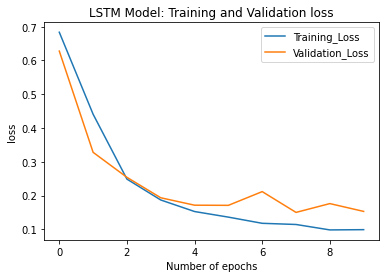 LSTM Model: Training and Validation loss
Training_Loss
Validation_Loss
loss
0.7
0.6
0.5
0.4
0.3
0.2
0.1
0 2 4 6 8
Number of epochs